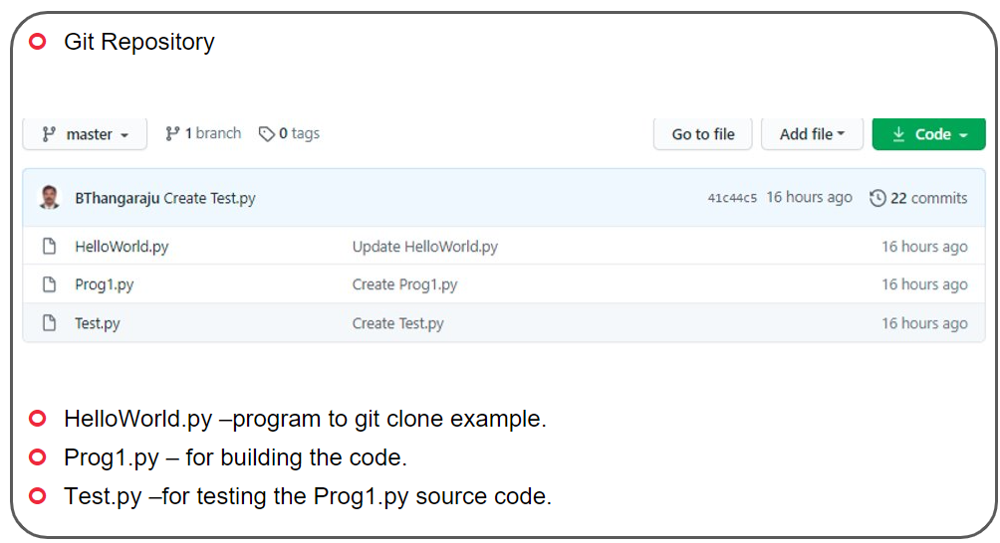 Git Repository
master 1 branch 0 tags Go to file Add file Code
BThangaraju Create Test.py 41c44c5 16 hours ago 22 commits
HelloWorld.py Update HelloWorld.py 16 hours ago
Prog1.py Create Prog1.py 16 hours ago
Test.py Create Test.py 16 hours ago
HelloWorld.py –program to git clone example.
Prog1.py – for building the code.
Test.py –for testing the Prog1.py source code.